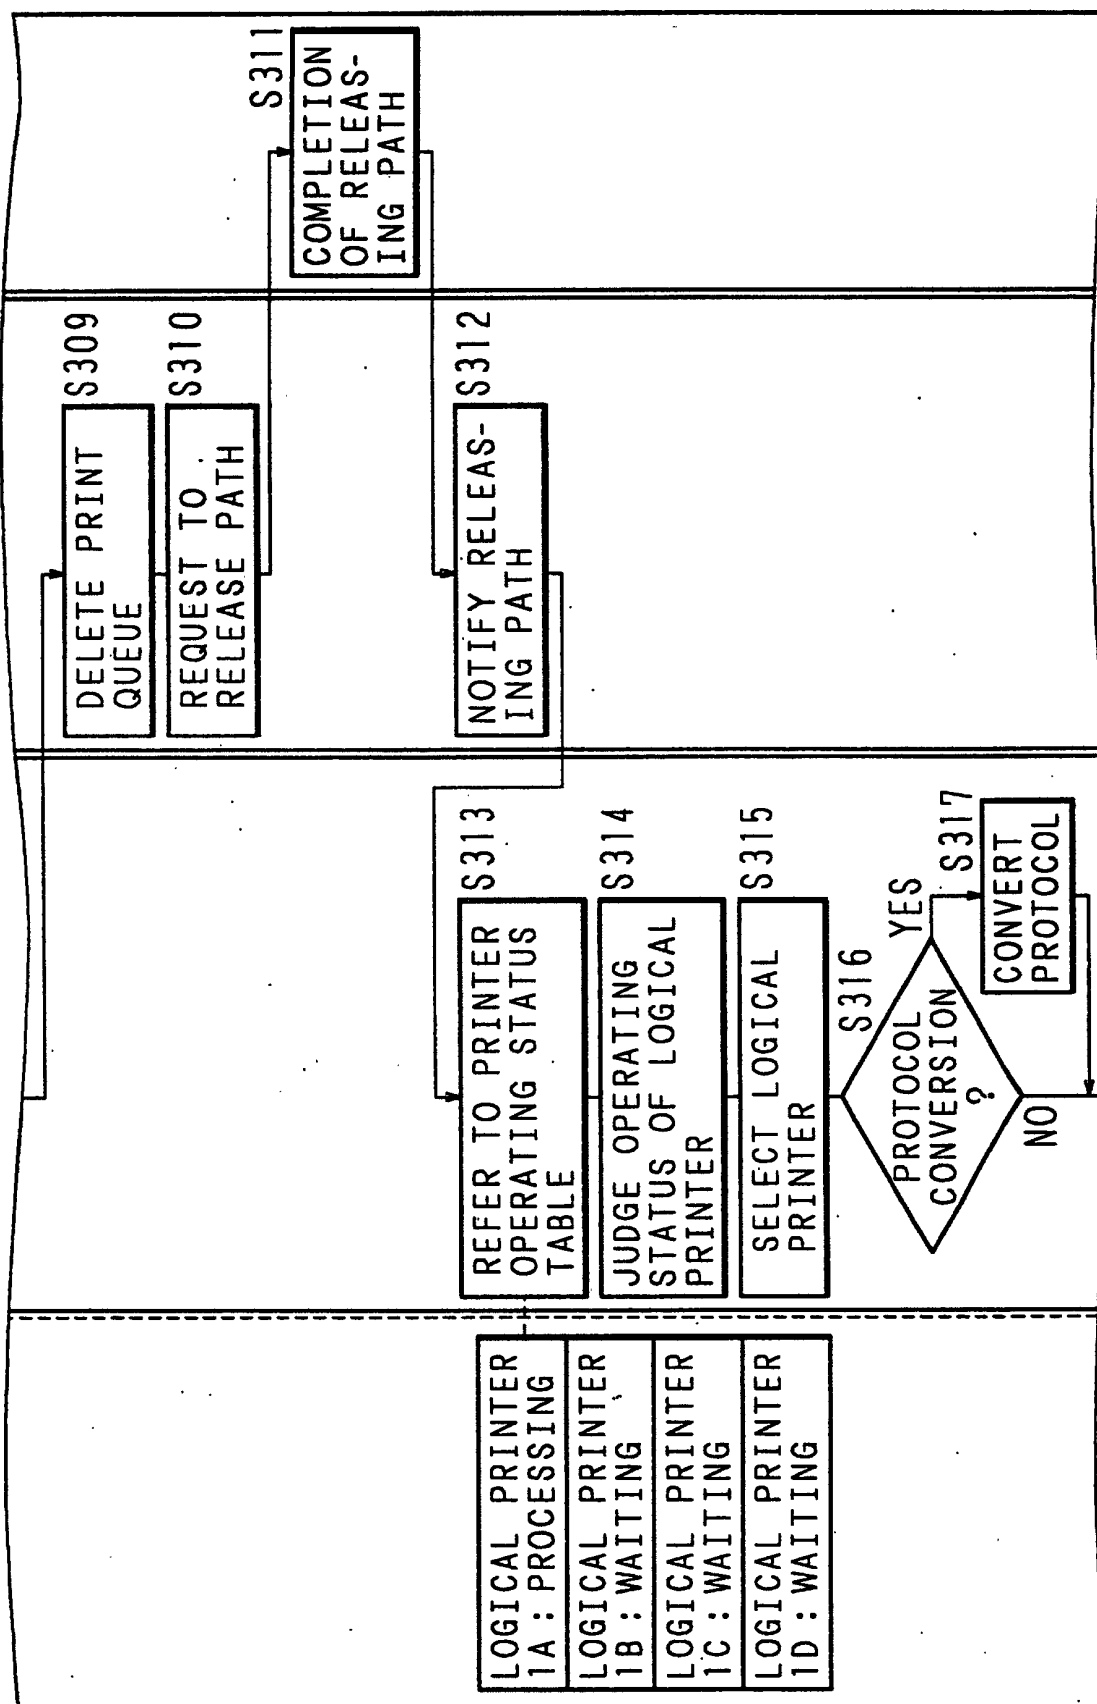 S309
DELETE PRINT
QUEUE
S310
REQUEST TO
RELEASE PATH
S311
COMPLETION
OF RELEAS-
ING PATH
S312
NOTIFY RELEAS-
ING PATH
S313
REFER TO PRINTER
OPERATING STATUS
TABLE
LOGICAL PRINTER
1A : PROCESSING
LOGICAL PRINTER
1B : WAITING
LOGICAL PRINTER
1C : WAITING
LOGICAL PRINTER
1D : WAITING
S314
JUDGE OPERATING
STATUS OF LOGICAL
PRINTER
S315
SELECT LOGICAL
PRINTER
S316
PROTOCOL
CONVERSION
?
YES
NO
S317
CONVERT
PROTOCOL